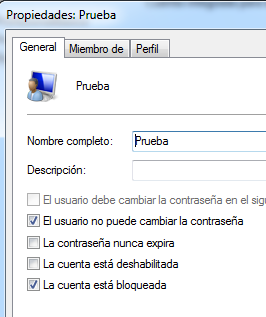 Propiedades: Prueba
General Miembro de Perfil
Prueba
Nombre completo: Prueba
Descripción:
El usuario debe cambiar la contraseña en el
El usuario no puede cambiar la contraseña
La contraseña nunca expira
La cuenta está deshabilitada
La cuenta está bloqueada